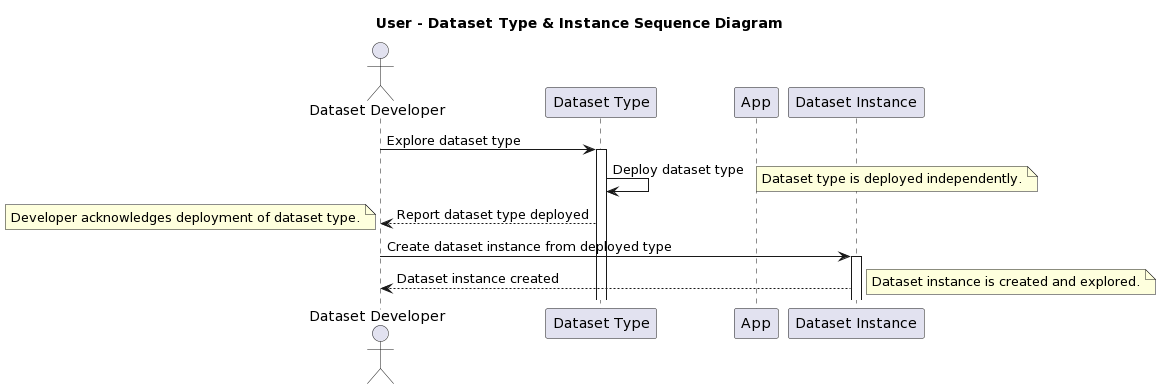 User - Dataset Type & Instance Sequence Diagram
Dataset Developer
Dataset Type
App
Dataset Instance
Explore dataset type
Deploy dataset type
Dataset type is deployed independently.
Developer acknowledges deployment of dataset type.
Report dataset type deployed
Create dataset instance from deployed type
Dataset instance created
Dataset instance is created and explored.
Dataset Developer
Dataset Type
App
Dataset Instance